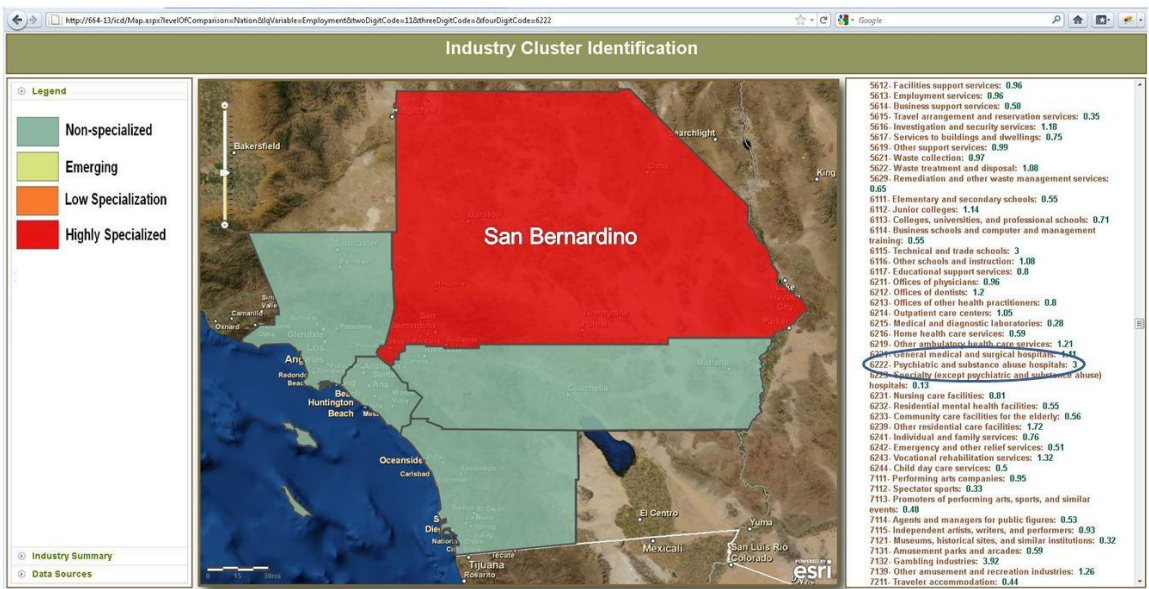 http://664-13/icd/Map.aspx?levelOfComparison=Nation&lqVariable=Employment&twoDigitCode=11&threeDigitCode=&fourDigitCode=6222
Google
Industry Cluster Identification
Legend
Non-specialized
Emerging
Low Specialization
Highly Specialized
Industry Summary
Data Sources
Bakersfield
earchlight
King
San Bernardino
Lancaster
Barstow
Camarillo
Oxnard
Glendale
Los
Angeles
Redondo
Beac
Huntington
Beach
Coachella
Oceanside
Carlsbad
El Centro
Yuma
Mexicali
San Luis Rio
Colorado
Tecate
Tijuana
Rosarito
0 15 30mi
POWERED BY
esri
5612- Facilities support services: 0.96
5613- Employment services: 0.96
5614- Business support services: 0.58
5615- Travel arrangement and reservation services: 0.35
5616- Investigation and security services: 1.18
5617- Services to buildings and dwellings: 0.75
5619- Other support services: 0.99
5621- Waste collection: 0.97
5622- Waste treatment and disposal: 1.08
5629- Remediation and other waste management services:
0.65
6111- Elementary and secondary schools: 0.55
6112- Junior colleges: 1.14
6113- Colleges, universities, and professional schools: 0.71
6114- Business schools and computer and management
training: 0.55
6115- Technical and trade schools: 3
6116- Other schools and instruction: 1.08
6117- Educational support services: 0.8
6211- Offices of physicians: 0.96
6212- Offices of dentists: 1.2
6213- Offices of other health practitioners: 0.8
6214- Outpatient care centers: 1.05
6215- Medical and diagnostic laboratories: 0.28
6216- Home health care services: 0.59
6219- Other ambulatory health care services: 1.21
6221- General medical and surgical hospitals: 1.11
6222- Psychiatric and substance abuse hospitals: 3
6223- Specialty (except psychiatric and substance abuse)
hospitals: 0.13
6231- Nursing care facilities: 0.81
6232- Residential mental health facilities: 0.55
6233- Community care facilities for the elderly: 0.56
6239- Other residential care facilities: 1.72
6241- Individual and family services: 0.76
6242- Emergency and other relief services: 0.51
6243- Vocational rehabilitation services: 1.32
6244- Child day care services: 0.5
7111- Performing arts companies: 0.95
7112- Spectator sports: 0.33
7113- Promoters of performing arts, sports, and similar
events: 0.48
7114- Agents and managers for public figures: 0.53
7115- Independent artists, writers, and performers: 0.93
7121- Museums, historical sites, and similar institutions: 0.32
7131- Amusement parks and arcades: 0.59
7132- Gambling industries: 3.92
7139- Other amusement and recreation industries: 1.26
7211- Traveler accommodation: 0.44